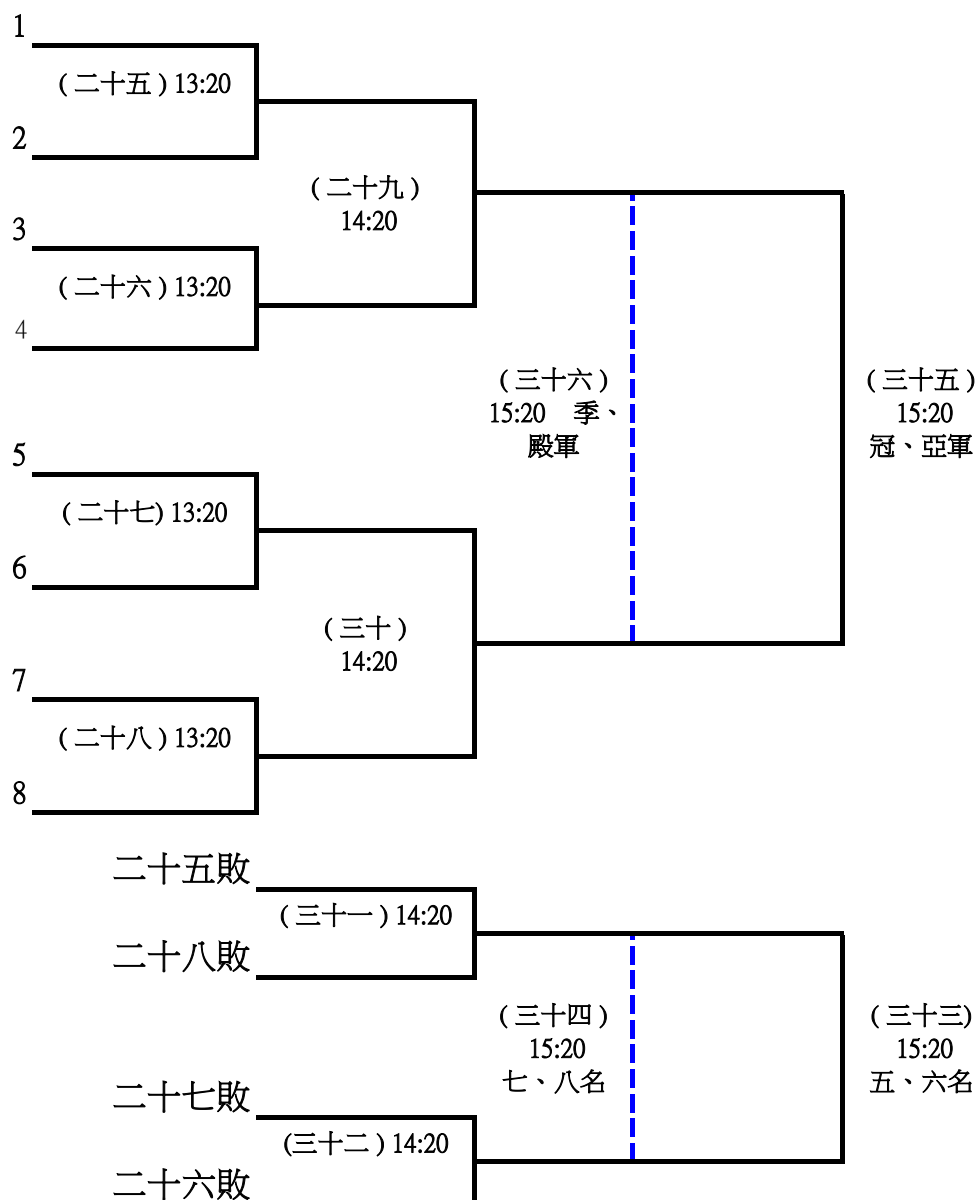 1
(二十五) 13:20
2
(二十九)
14:20
3
(二十六) 13:20
4
(三十六)
15:20 季、
殿軍
(三十五)
15:20
冠、亞軍
5
(二十七) 13:20
6
(三十)
14:20
7
(二十八) 13:20
8
二十五敗
(三十一) 14:20
二十八敗
(三十四)
15:20
七、八名
(三十三)
15:20
五、六名
二十七敗
(三十二) 14:20
二十六敗